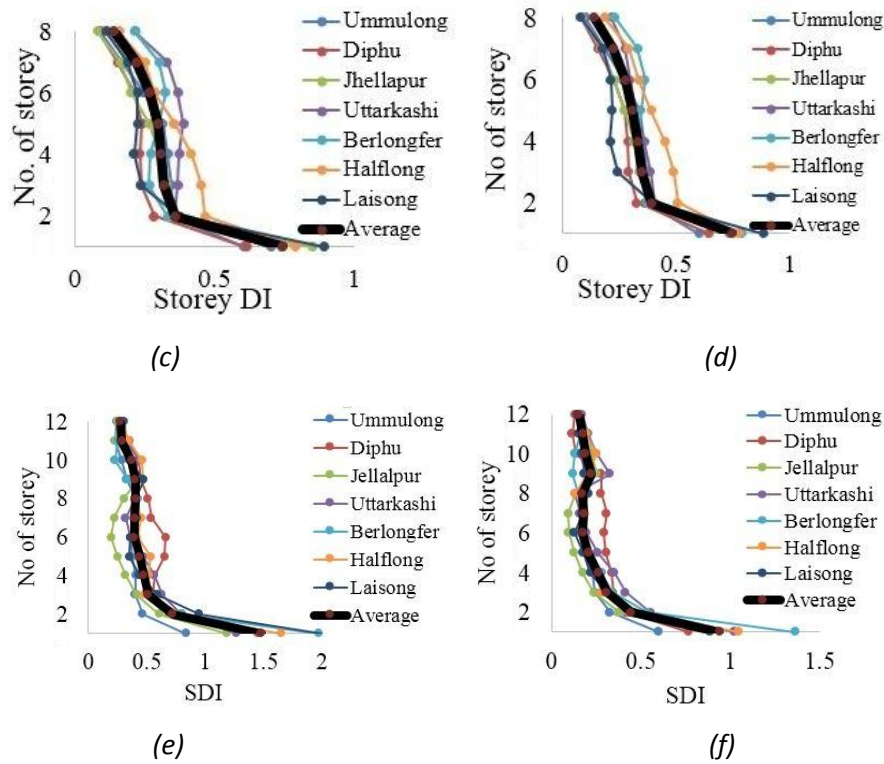 8
6
4
2
No. of storey
0
0.5
1
Storey DI
Ummulong
Diphu
Jhellapur
Uttarkashi
Berlongfer
Halflong
Laisong
Average
(c)
8
6
4
2
No. of storey
0
0.5
1
Storey DI
Ummulong
Diphu
Jhellapur
Uttarkashi
Berlongfer
Halflong
Laisong
Average
(d)
12
10
8
6
4
2
No of storey
0
0.5
1
1.5
2
SDI
Ummulong
Diphu
Jellalpur
Uttarkashi
Berlongfer
Halflong
Laisong
Average
(e)
12
10
8
6
4
2
No of storey
0
0.5
1
1.5
SDI
Ummulong
Diphu
Jellalpur
Uttarkashi
Berlongfer
Halflong
Laisong
Average
(f)